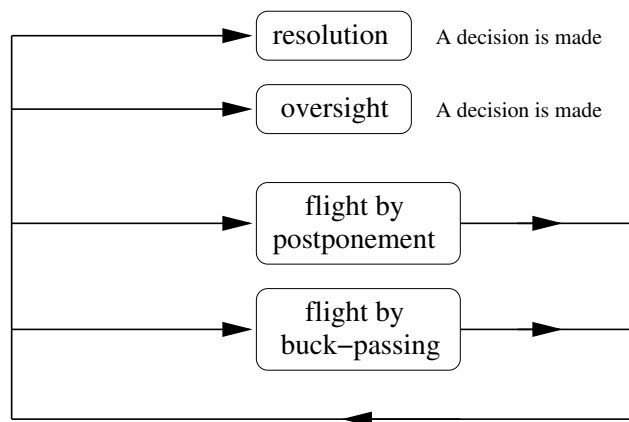 resolution
A decision is made
oversight
A decision is made
flight by
postponement
flight by
buck−passing